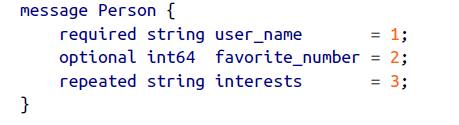 message Person {
    required string user_name       = 1;
    optional int64  favorite_number = 2;
    repeated string interests       = 3;
}